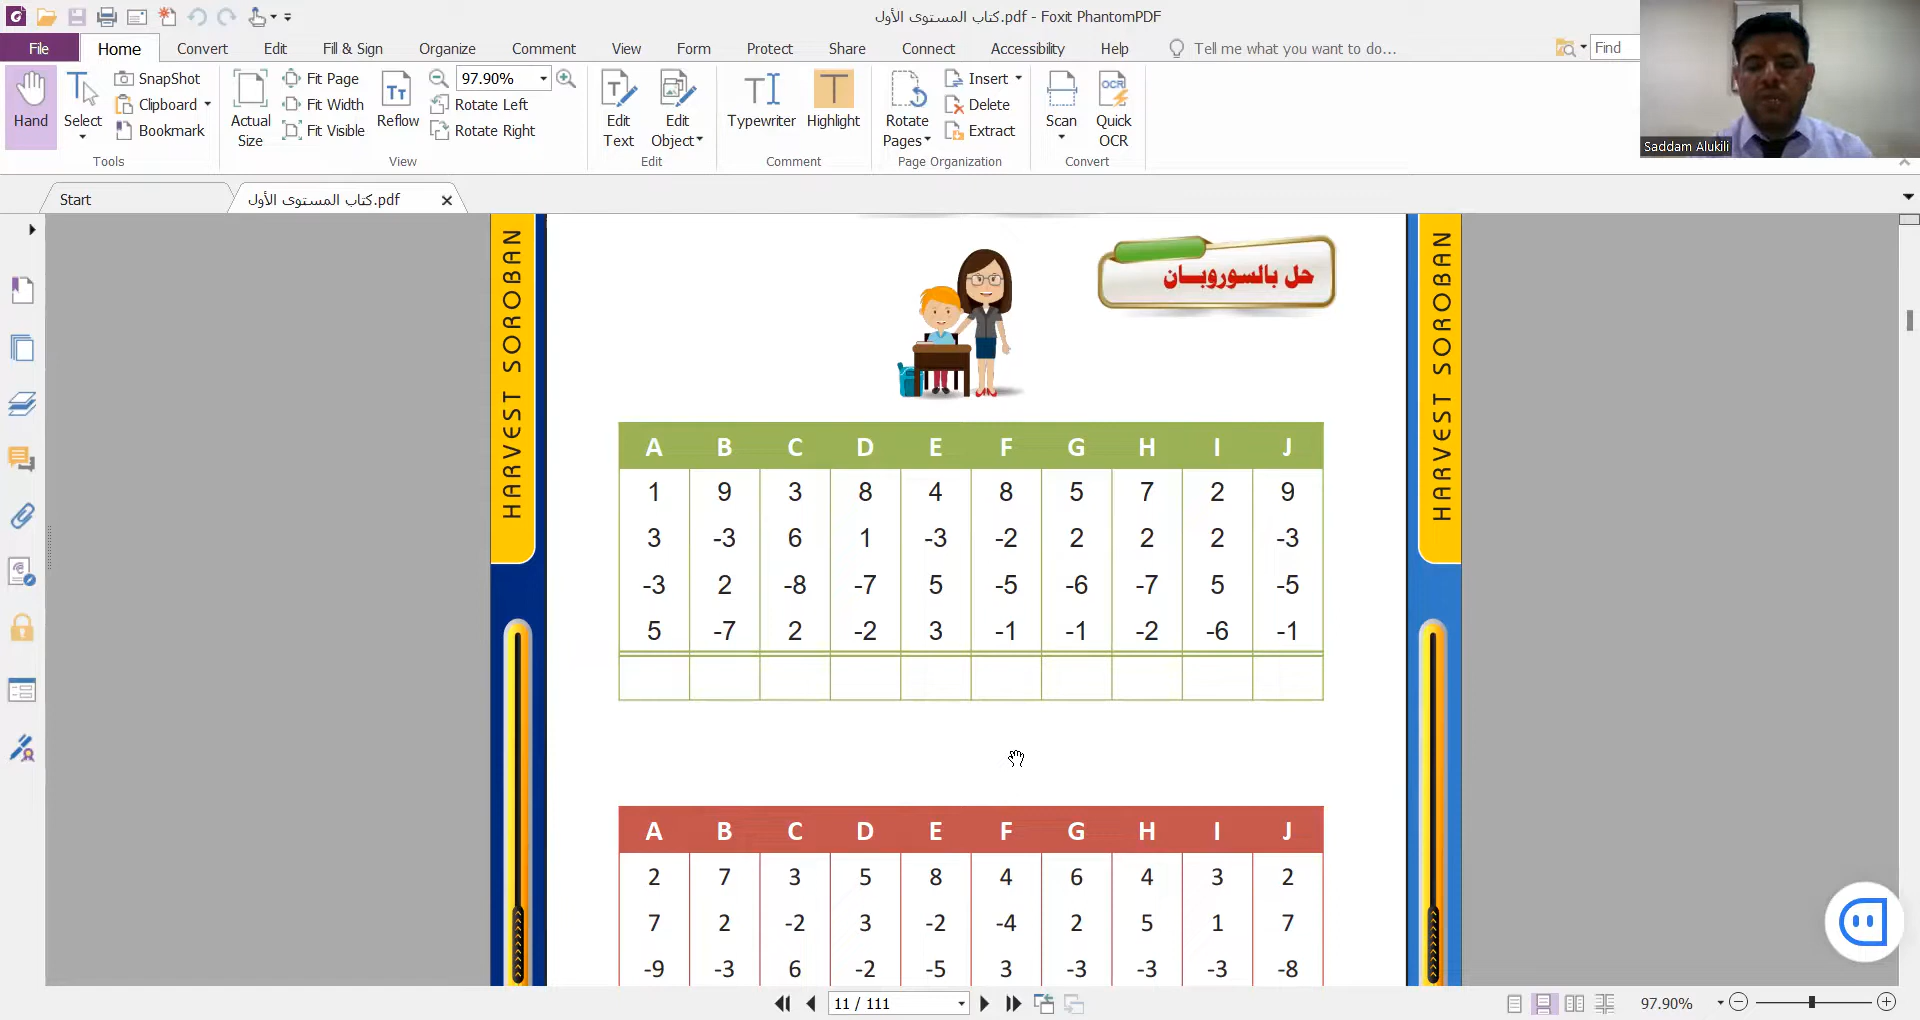 كتاب المستوى الأول.pdf - Foxit PhantomPDF
File Home Convert Edit Fill & Sign Organize Comment View Form Protect Share Connect Accessibility Help Tell me what you want to do... Find
Hand
Select
SnapShot
Clipboard
Bookmark
Tools
Actual Size
Fit Page
Fit Width
Fit Visible
Reflow
97.90%
Rotate Left
Rotate Right
View
Edit Text
Edit Object
Edit
Typewriter
Highlight
Comment
Rotate Pages
Insert
Delete
Extract
Page Organization
Scan
Quick OCR
Convert
Saddam Alukili
Start
كتاب المستوى الأول.pdf
HARVEST SOROBAN
حل بالسوروبـان
HARVEST SOROBAN
A B C D E F G H I J
1 9 3 8 4 8 5 7 2 9
3 -3 6 1 -3 -2 2 2 2 -3
-3 2 -8 -7 5 -5 -6 -7 5 -5
5 -7 2 -2 3 -1 -1 -2 -6 -1
A B C D E F G H I J
2 7 3 5 8 4 6 4 3 2
7 2 -2 3 -2 -4 2 5 1 7
-9 -3 6 -2 -5 3 -3 -3 -3 -8
11 / 111
97.90%